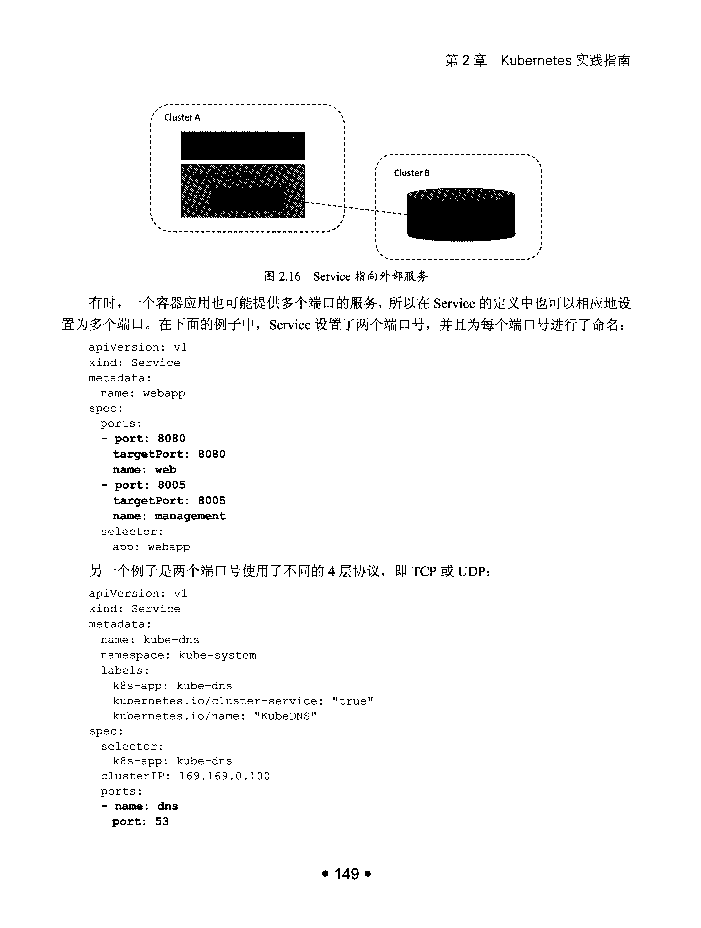 第 2 章 Kubernetes 实践指南
Cluster A
Cluster B
图 2.16 Service 指向外部服务
有时，一个容器应用也可能提供多个端口的服务，所以在 Service 的定义中也可以相应地设
置为多个端口。在下面的例子中，Service 设置了两个端口号，并且为每个端口号进行了命名：
apiVersion: v1
kind: Service
metadata:
  name: webapp
spec:
  ports:
  - port: 8080
    targetPort: 8080
    name: web
  - port: 8005
    targetPort: 8005
    name: management
  selector:
    app: webapp
另一个例子是两个端口号使用了不同的 4 层协议，即 TCP 或 UDP：
apiVersion: v1
kind: Service
metadata:
  name: kube-dns
  namespace: kube-system
  labels:
    k8s-app: kube-dns
    kubernetes.io/cluster-service: "true"
    kubernetes.io/name: "KubeDNS"
spec:
  selector:
    k8s-app: kube-dns
  clusterIP: 169.169.0.100
  ports:
  - name: dns
    port: 53
• 149 •